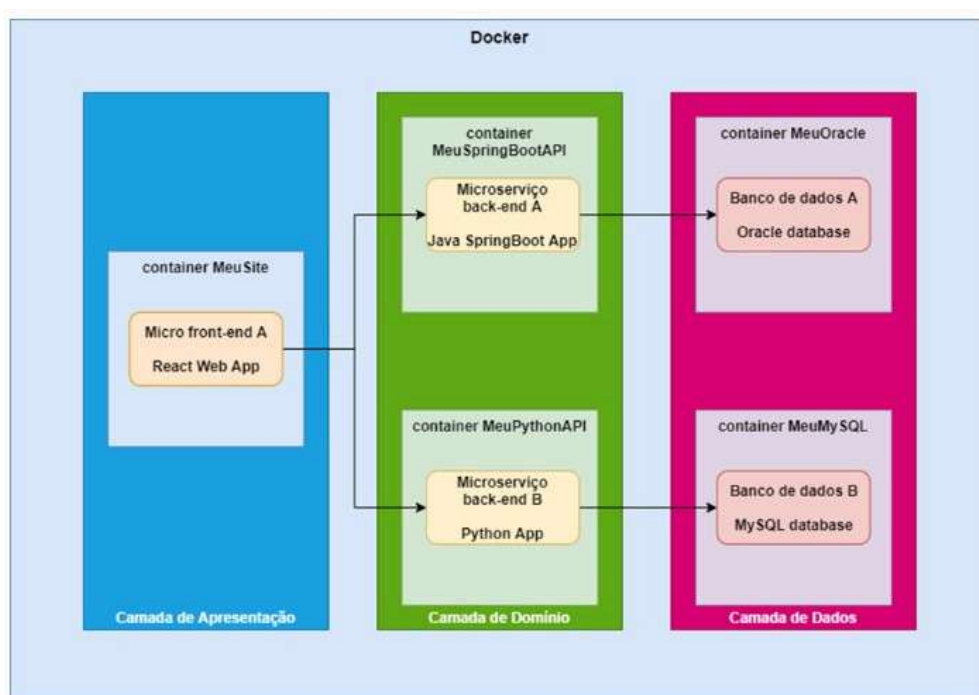 Docker
container MeuSite
Micro front-end A
React Web App
Camada de Apresentação
container
MeuSpringBootAPI
Microserviço
back-end A
Java SpringBoot App
container MeuPythonAPI
Microserviço
back-end B
Python App
Camada de Domínio
container MeuOracle
Banco de dados A
Oracle database
container MeuMySQL
Banco de dados B
MySQL database
Camada de Dados